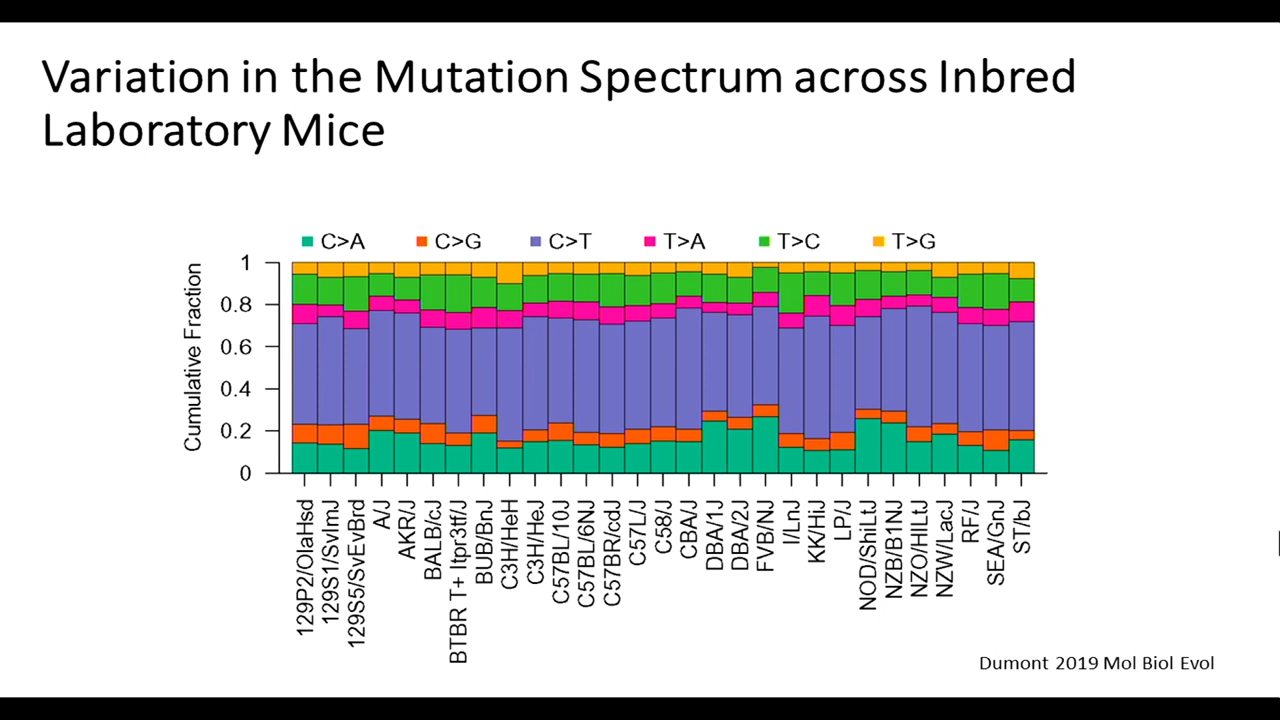 Variation in the Mutation Spectrum across Inbred
Laboratory Mice
C>A C>G C>T T>A T>C T>G
Cumulative Fraction
1
0.8
0.6
0.4
0.2
0
129P2/OlaHsd
129S1/SvImJ
129S5/SvEvBrd
A/J
AKR/J
BALB/cJ
BTBR T+ Itpr3tf/J
BUB/BnJ
C3H/HeH
C3H/HeJ
C57BL/10J
C57BL/6NJ
C57BR/cdJ
C57L/J
C58/J
CBA/J
DBA/1J
DBA/2J
FVB/NJ
I/LnJ
KK/HiJ
LP/J
NOD/ShiLtJ
NZB/B1NJ
NZO/HlLtJ
NZW/LacJ
RF/J
SEA/GnJ
ST/bJ
Dumont 2019 Mol Biol Evol